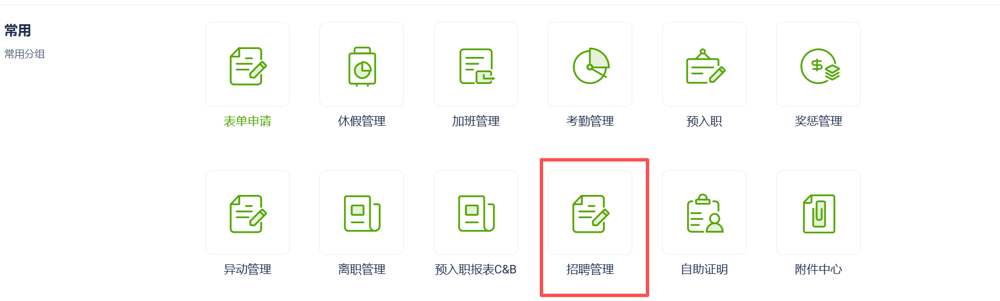 常用
常用分组
表单申请
休假管理
加班管理
考勤管理
预入职
奖惩管理
异动管理
离职管理
预入职报表C&B
招聘管理
自助证明
附件中心